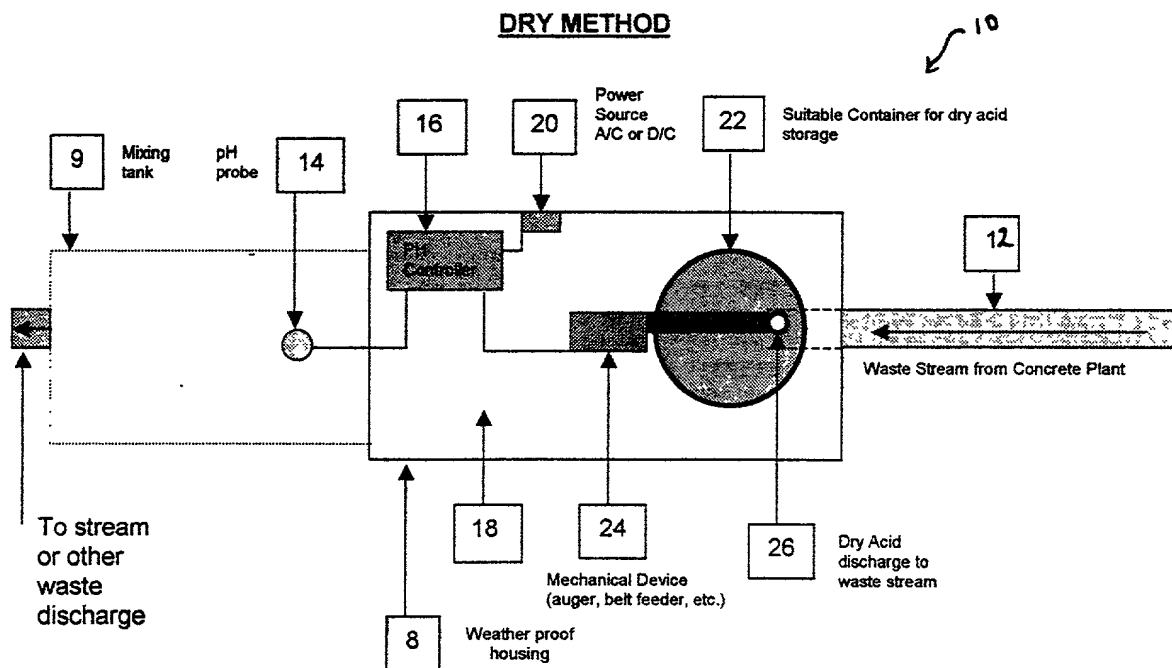 DRY METHOD
10
9
Mixing
tank
pH
probe
14
16
20
Power
Source
A/C or D/C
22
Suitable Container for dry acid
storage
12
PH
Controller
Waste Stream from Concrete Plant
To stream
or other
waste
discharge
18
24
26
Dry Acid
discharge to
waste stream
Mechanical Device
(auger, belt feeder, etc.)
8
Weather proof
housing